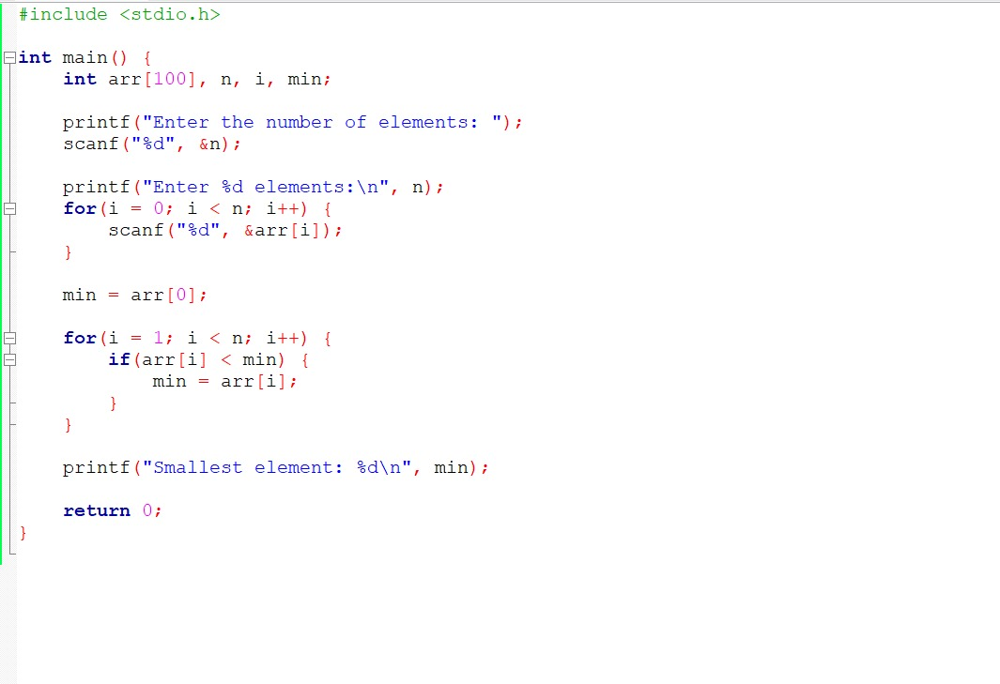 #include <stdio.h>
int main() {
    int arr[100], n, i, min;
    printf("Enter the number of elements: ");
    scanf("%d", &n);
    printf("Enter %d elements:\n", n);
    for(i = 0; i < n; i++) {
        scanf("%d", &arr[i]);
    }
    min = arr[0];
    for(i = 1; i < n; i++) {
        if(arr[i] < min) {
            min = arr[i];
        }
    }
    printf("Smallest element: %d\n", min);
    return 0;
}